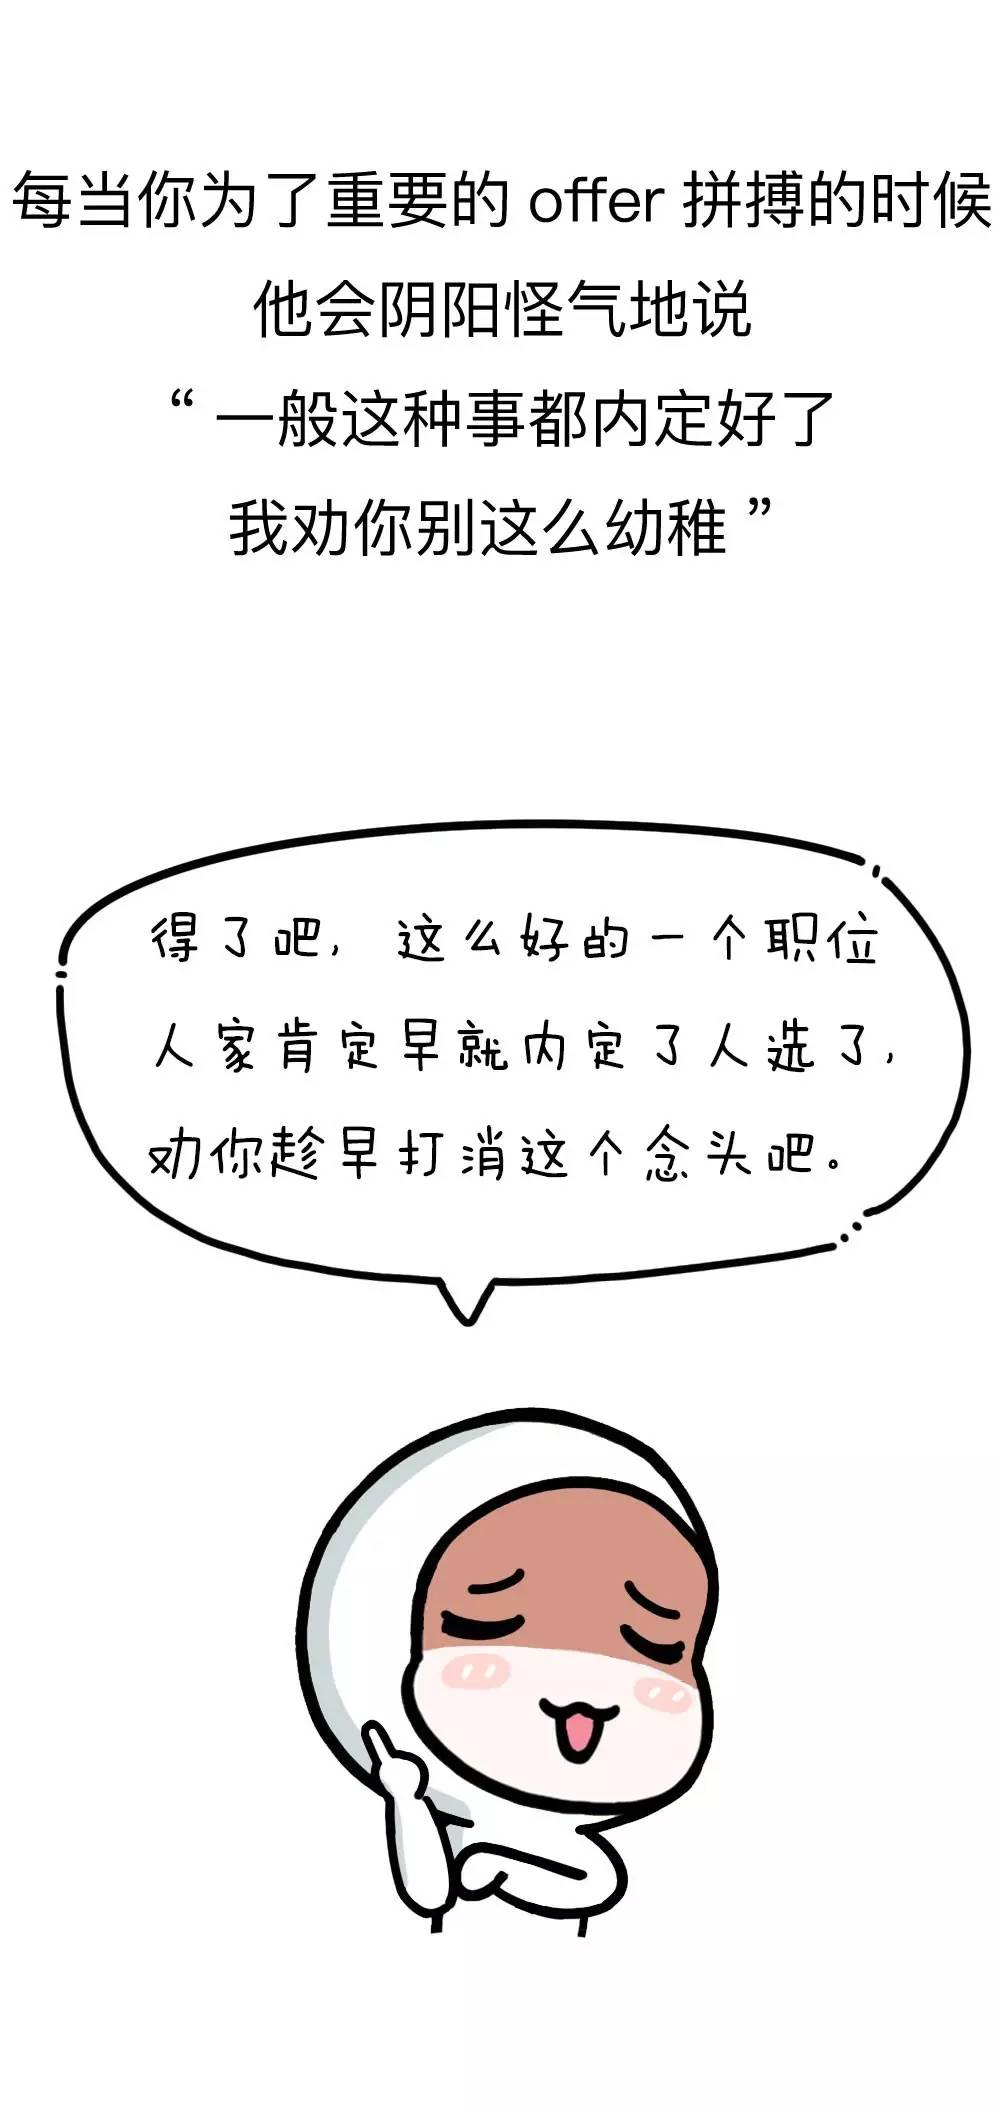 每当你为了重要的 offer 拼搏的时候
他会阴阳怪气地说
“ 一般这种事都内定好了
我劝你别这么幼稚 ”
得了吧, 这么好的一个职位
人家肯定早就内定了人选了,
劝你趁早打消这个念头吧。